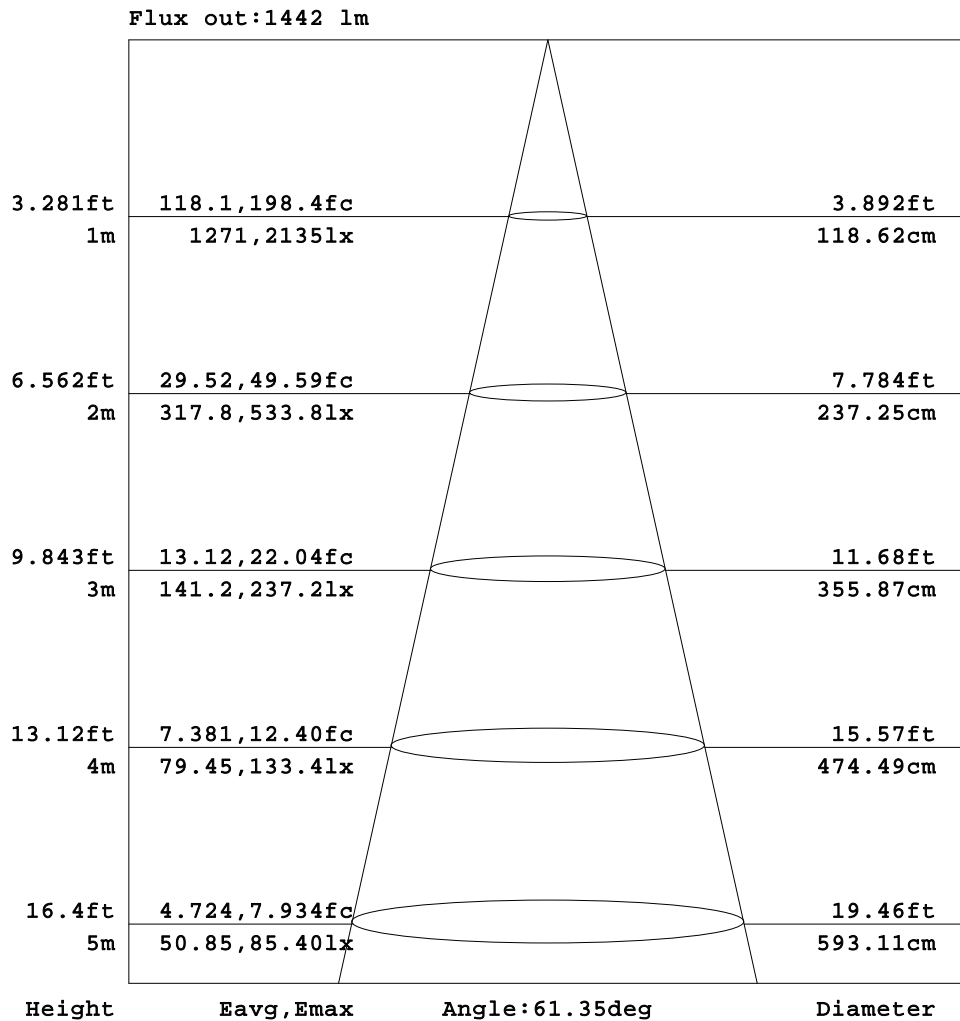 Flux out:1442 lm
3.281ft 118.1,198.4fc 3.892ft
1m 1271,2135lx 118.62cm
6.562ft 29.52,49.59fc 7.784ft
2m 317.8,533.8lx 237.25cm
9.843ft 13.12,22.04fc 11.68ft
3m 141.2,237.2lx 355.87cm
13.12ft 7.381,12.40fc 15.57ft
4m 79.45,133.4lx 474.49cm
16.4ft 4.724,7.934fc 19.46ft
5m 50.85,85.40lx 593.11cm
Height Eavg,Emax Angle:61.35deg Diameter